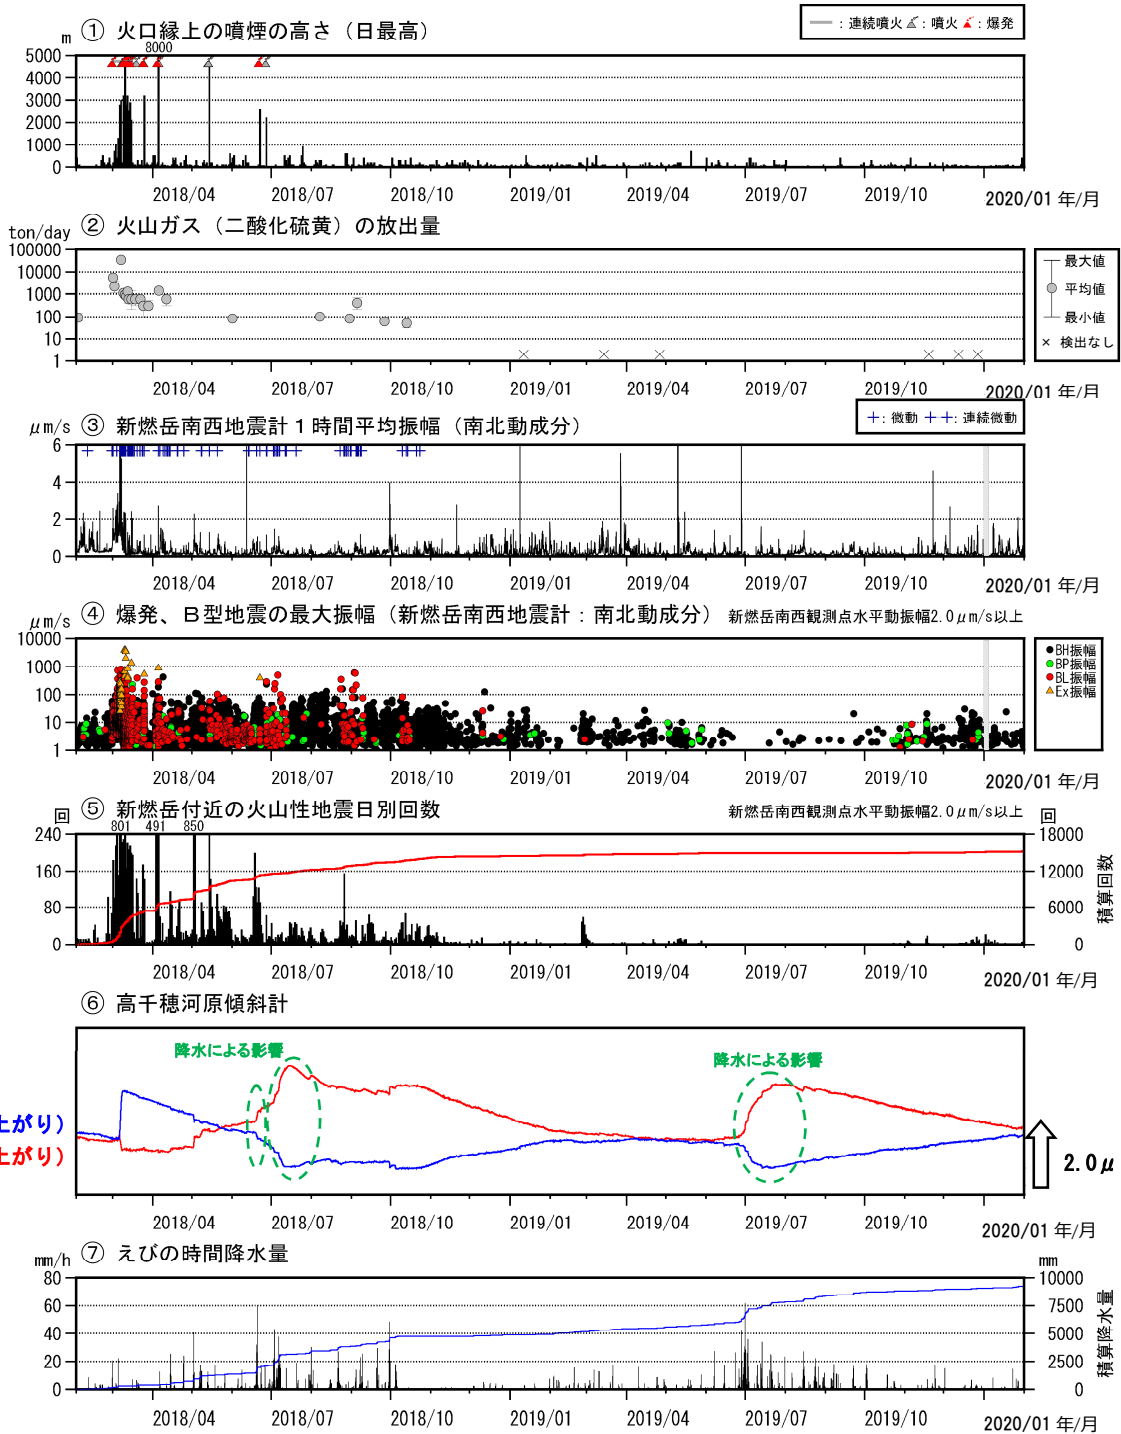 ① 火口縁上の噴煙の高さ（日最高）
：連続噴火 ：噴火 ：爆発
m
8000
5000
4000
3000
2000
1000
0
2018/04 2018/07 2018/10 2019/01 2019/04 2019/07 2019/10 2020/01 年/月
② 火山ガス（二酸化硫黄）の放出量
ton/day
100000
10000
1000
100
10
1
最大値
平均値
最小値
× 検出なし
2018/04 2018/07 2018/10 2019/01 2019/04 2019/07 2019/10 2020/01 年/月
③ 新燃岳南西地震計１時間平均振幅（南北動成分）
＋：微動 ＋＋：連続微動
μm/s
6
4
2
0
2018/04 2018/07 2018/10 2019/01 2019/04 2019/07 2019/10 2020/01 年/月
④ 爆発、Ｂ型地震の最大振幅（新燃岳南西地震計：南北動成分） 新燃岳南西観測点水平動振幅2.0μm/s以上
μm/s
10000
1000
100
10
1
BH振幅
BP振幅
BL振幅
Ex振幅
2018/04 2018/07 2018/10 2019/01 2019/04 2019/07 2019/10 2020/01 年/月
⑤ 新燃岳付近の火山性地震日別回数 新燃岳南西観測点水平動振幅2.0μm/s以上
回 回
801 491 850
240 18000
160 12000
80 6000
0 0
積算回数
2018/04 2018/07 2018/10 2019/01 2019/04 2019/07 2019/10 2020/01 年/月
⑥ 高千穂河原傾斜計
降水による影響 降水による影響
上がり）
上がり）
2.0μ
2018/04 2018/07 2018/10 2019/01 2019/04 2019/07 2019/10 2020/01 年/月
⑦ えびの時間降水量
mm/h mm
80 10000
60 7500
40 5000
20 2500
0 0
積算降水量
2018/04 2018/07 2018/10 2019/01 2019/04 2019/07 2019/10 2020/01 年/月